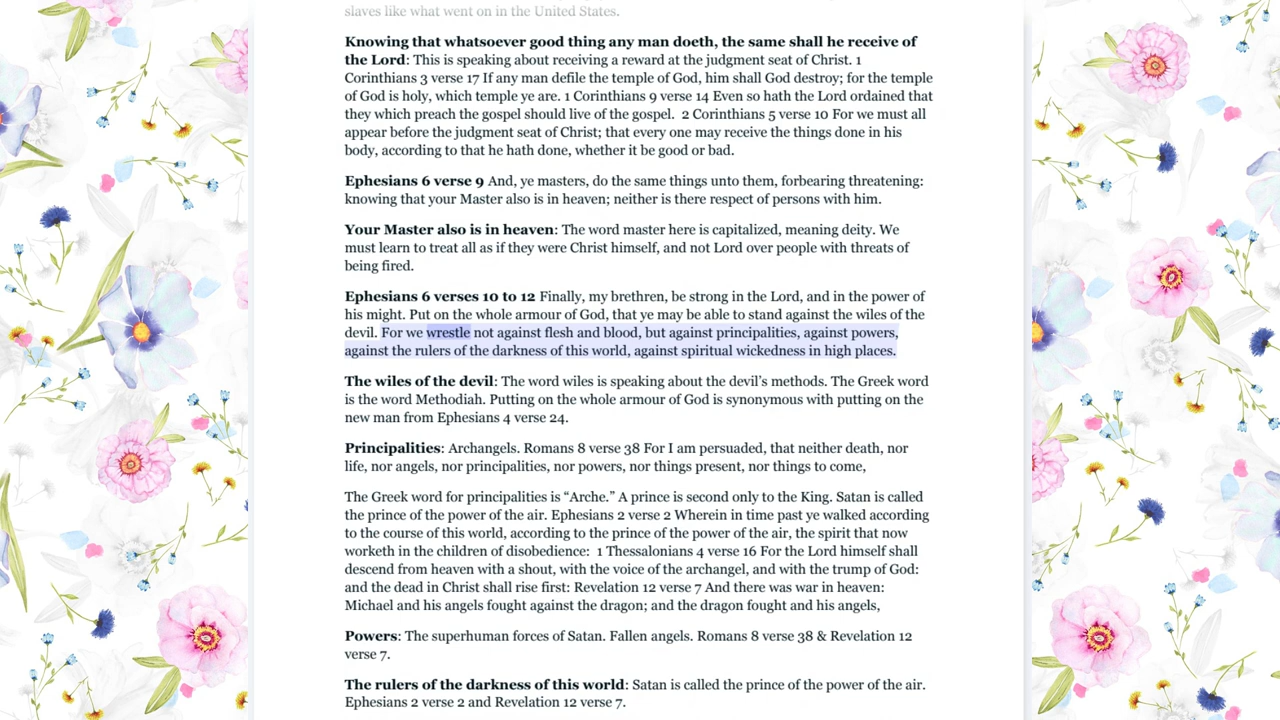 slaves like what went on in the United States.
Knowing that whatsoever good thing any man doeth, the same shall he receive of
the Lord: This is speaking about receiving a reward at the judgment seat of Christ. 1
Corinthians 3 verse 17 If any man defile the temple of God, him shall God destroy; for the temple
of God is holy, which temple ye are. 1 Corinthians 9 verse 14 Even so hath the Lord ordained that
they which preach the gospel should live of the gospel.  2 Corinthians 5 verse 10 For we must all
appear before the judgment seat of Christ; that every one may receive the things done in his
body, according to that he hath done, whether it be good or bad.
Ephesians 6 verse 9 And, ye masters, do the same things unto them, forbearing threatening:
knowing that your Master also is in heaven; neither is there respect of persons with him.
Your Master also is in heaven: The word master here is capitalized, meaning deity. We
must learn to treat all as if they were Christ himself, and not Lord over people with threats of
being fired.
Ephesians 6 verses 10 to 12 Finally, my brethren, be strong in the Lord, and in the power of
his might. Put on the whole armour of God, that ye may be able to stand against the wiles of the
devil. For we wrestle not against flesh and blood, but against principalities, against powers,
against the rulers of the darkness of this world, against spiritual wickedness in high places.
The wiles of the devil: The word wiles is speaking about the devil's methods. The Greek word
is the word Methodiah. Putting on the whole armour of God is synonymous with putting on the
new man from Ephesians 4 verse 24.
Principalities: Archangels. Romans 8 verse 38 For I am persuaded, that neither death, nor
life, nor angels, nor principalities, nor powers, nor things present, nor things to come,
The Greek word for principalities is “Arche.” A prince is second only to the King. Satan is called
the prince of the power of the air. Ephesians 2 verse 2 Wherein in time past ye walked according
to the course of this world, according to the prince of the power of the air, the spirit that now
worketh in the children of disobedience:  1 Thessalonians 4 verse 16 For the Lord himself shall
descend from heaven with a shout, with the voice of the archangel, and with the trump of God:
and the dead in Christ shall rise first: Revelation 12 verse 7 And there was war in heaven:
Michael and his angels fought against the dragon; and the dragon fought and his angels,
Powers: The superhuman forces of Satan. Fallen angels. Romans 8 verse 38 & Revelation 12
verse 7.
The rulers of the darkness of this world: Satan is called the prince of the power of the air.
Ephesians 2 verse 2 and Revelation 12 verse 7.